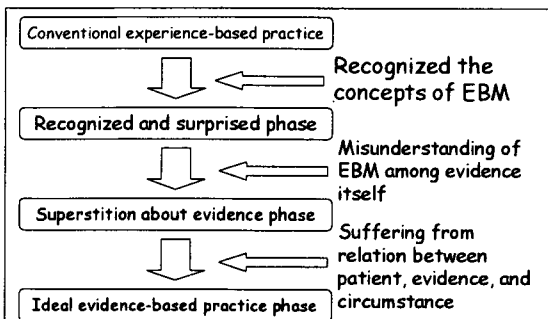 Conventional experience-based practice
Recognized the
concepts of EBM
Recognized and surprised phase
Misunderstanding of
EBM among evidence
itself
Superstition about evidence phase
Suffering from
relation between
patient, evidence, and
circumstance
Ideal evidence-based practice phase